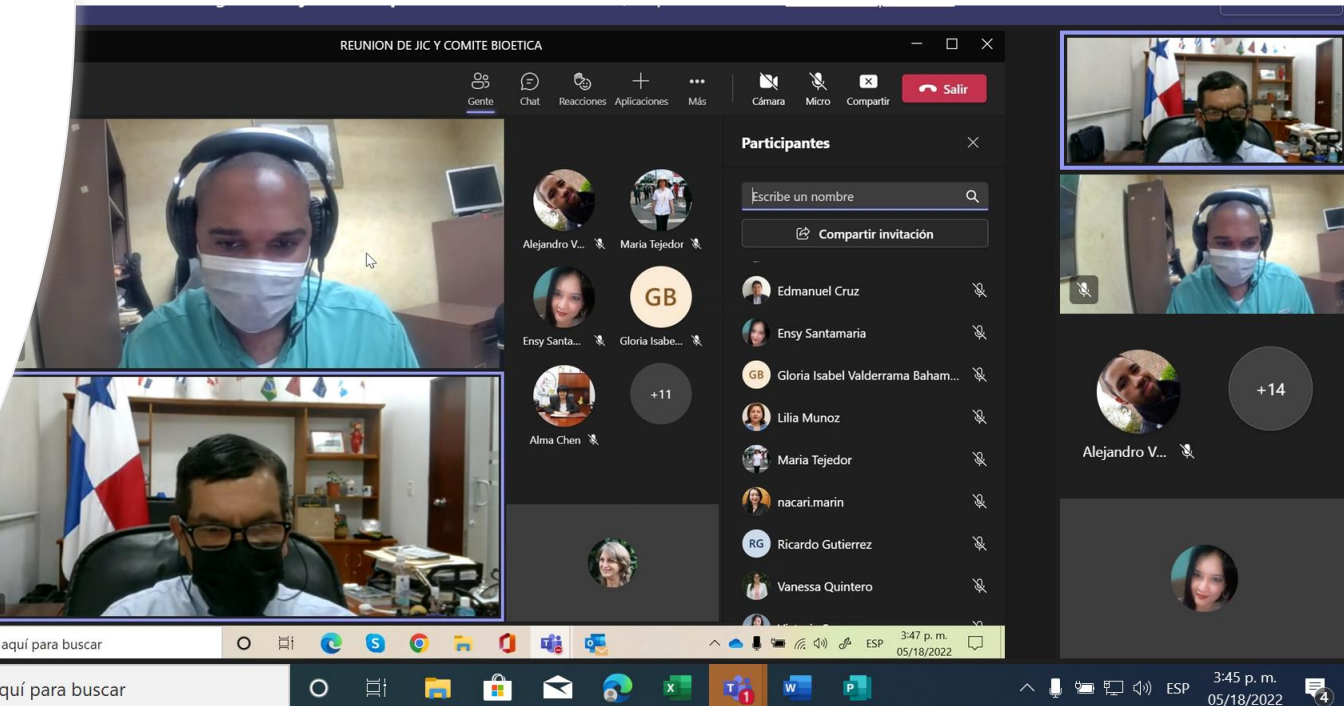 REUNION DE JIC Y COMITE BIOETICA
Gente
Chat
Reacciones
Aplicaciones
Más
Cámara
Micro
Compartir
Salir
Alejandro V...
Maria Tejedor
Ensy Santa...
GB
Gloria Isabe...
Alma Chen
+11
Participantes
Escribe un nombre
Compartir invitación
Edmanuel Cruz
Ensy Santamaria
GB Gloria Isabel Valderrama Baham...
Lilia Munoz
Maria Tejedor
nacari.marin
RG Ricardo Gutierrez
Vanessa Quintero
+14
Alejandro V...
aquí para buscar
ESP
3:47 p. m.
05/18/2022
quí para buscar
1
ESP
3:45 p. m.
05/18/2022
4